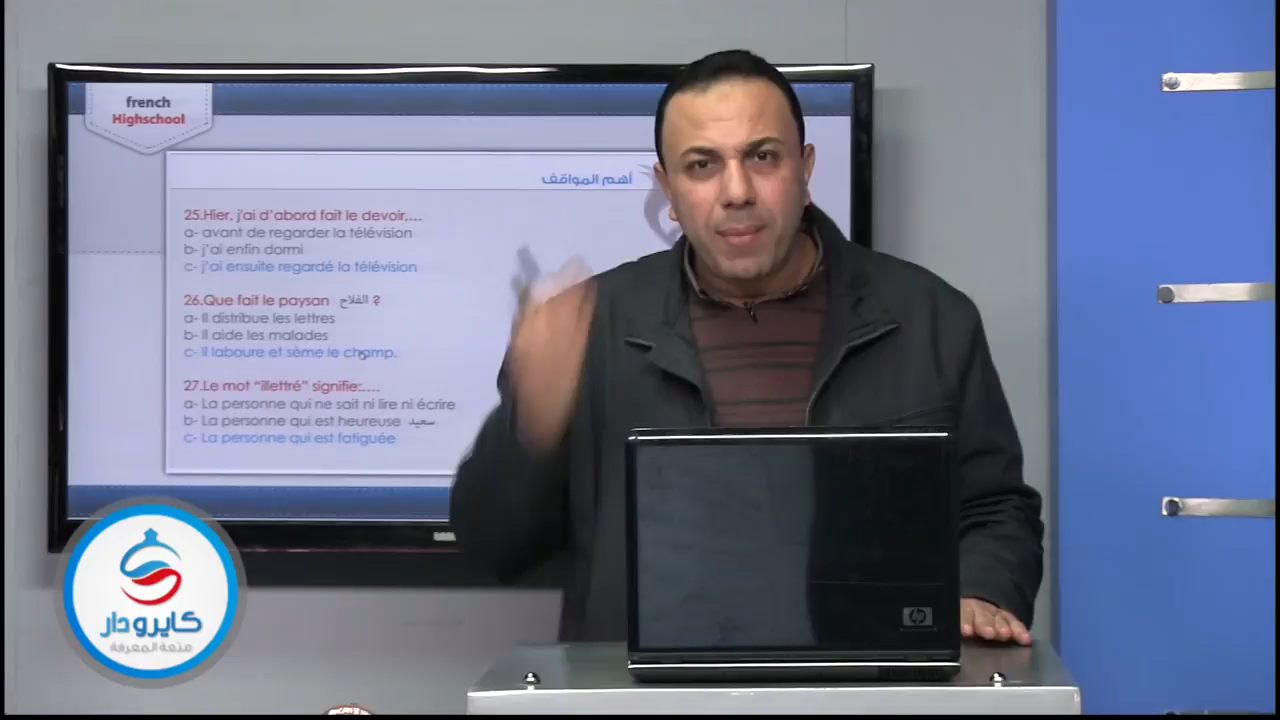 french
Highschool
أهم المواقف
25.Hier, j'ai d'abord fait le devoir,...
a- avant de regarder la télévision
b- j'ai enfin dormi
c- j'ai ensuite regardé la télévision
26.Que fait le paysan الفلاح ?
a- Il distribue les lettres
b- Il aide les malades
c- Il laboure et sème le champ.
27.Le mot "illettré" signifie:....
a- La personne qui ne sait ni lire ni écrire
b- La personne qui est heureuse سعيد
c- La personne qui est fatiguée
كايرودار
متعة المعرفة
hp